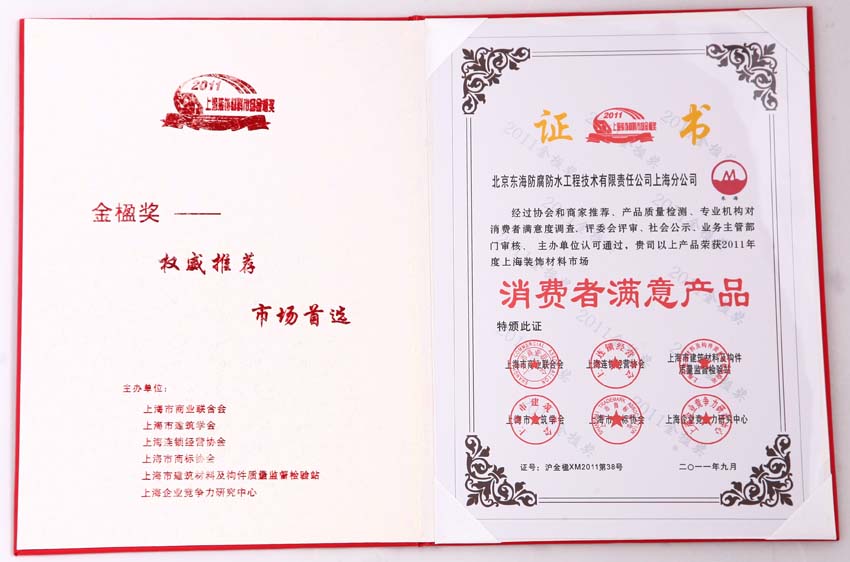 2011
上海装饰材料市场金楹奖
金楹奖 ——
权威推荐
市场首选
主办单位：
上海市商业联合会
上海市建筑学会
上海连锁经营协会
上海市商标协会
上海市建筑材料及构件质量监督检验站
上海企业竞争力研究中心
证 书
2011
上海装饰材料市场金楹奖
北京东海防腐防水工程技术有限责任公司上海分公司
东海
经过协会和商家推荐、产品质量检测、专业机构对
消费者满意度调查、评委会评审、社会公示、业务主管部
门审核、主办单位认可通过，贵司以上产品荣获2011年
度上海装饰材料市场
消费者满意产品
特颁此证
上海市商业联合会
上海连锁经营协会
上海市建筑材料及构件
质量监督检验站
上海市建筑学会
上海市商标协会
上海企业竞争力研究中心
证号：沪金楹XM2011第38号
二〇一一年九月
2011金楹奖